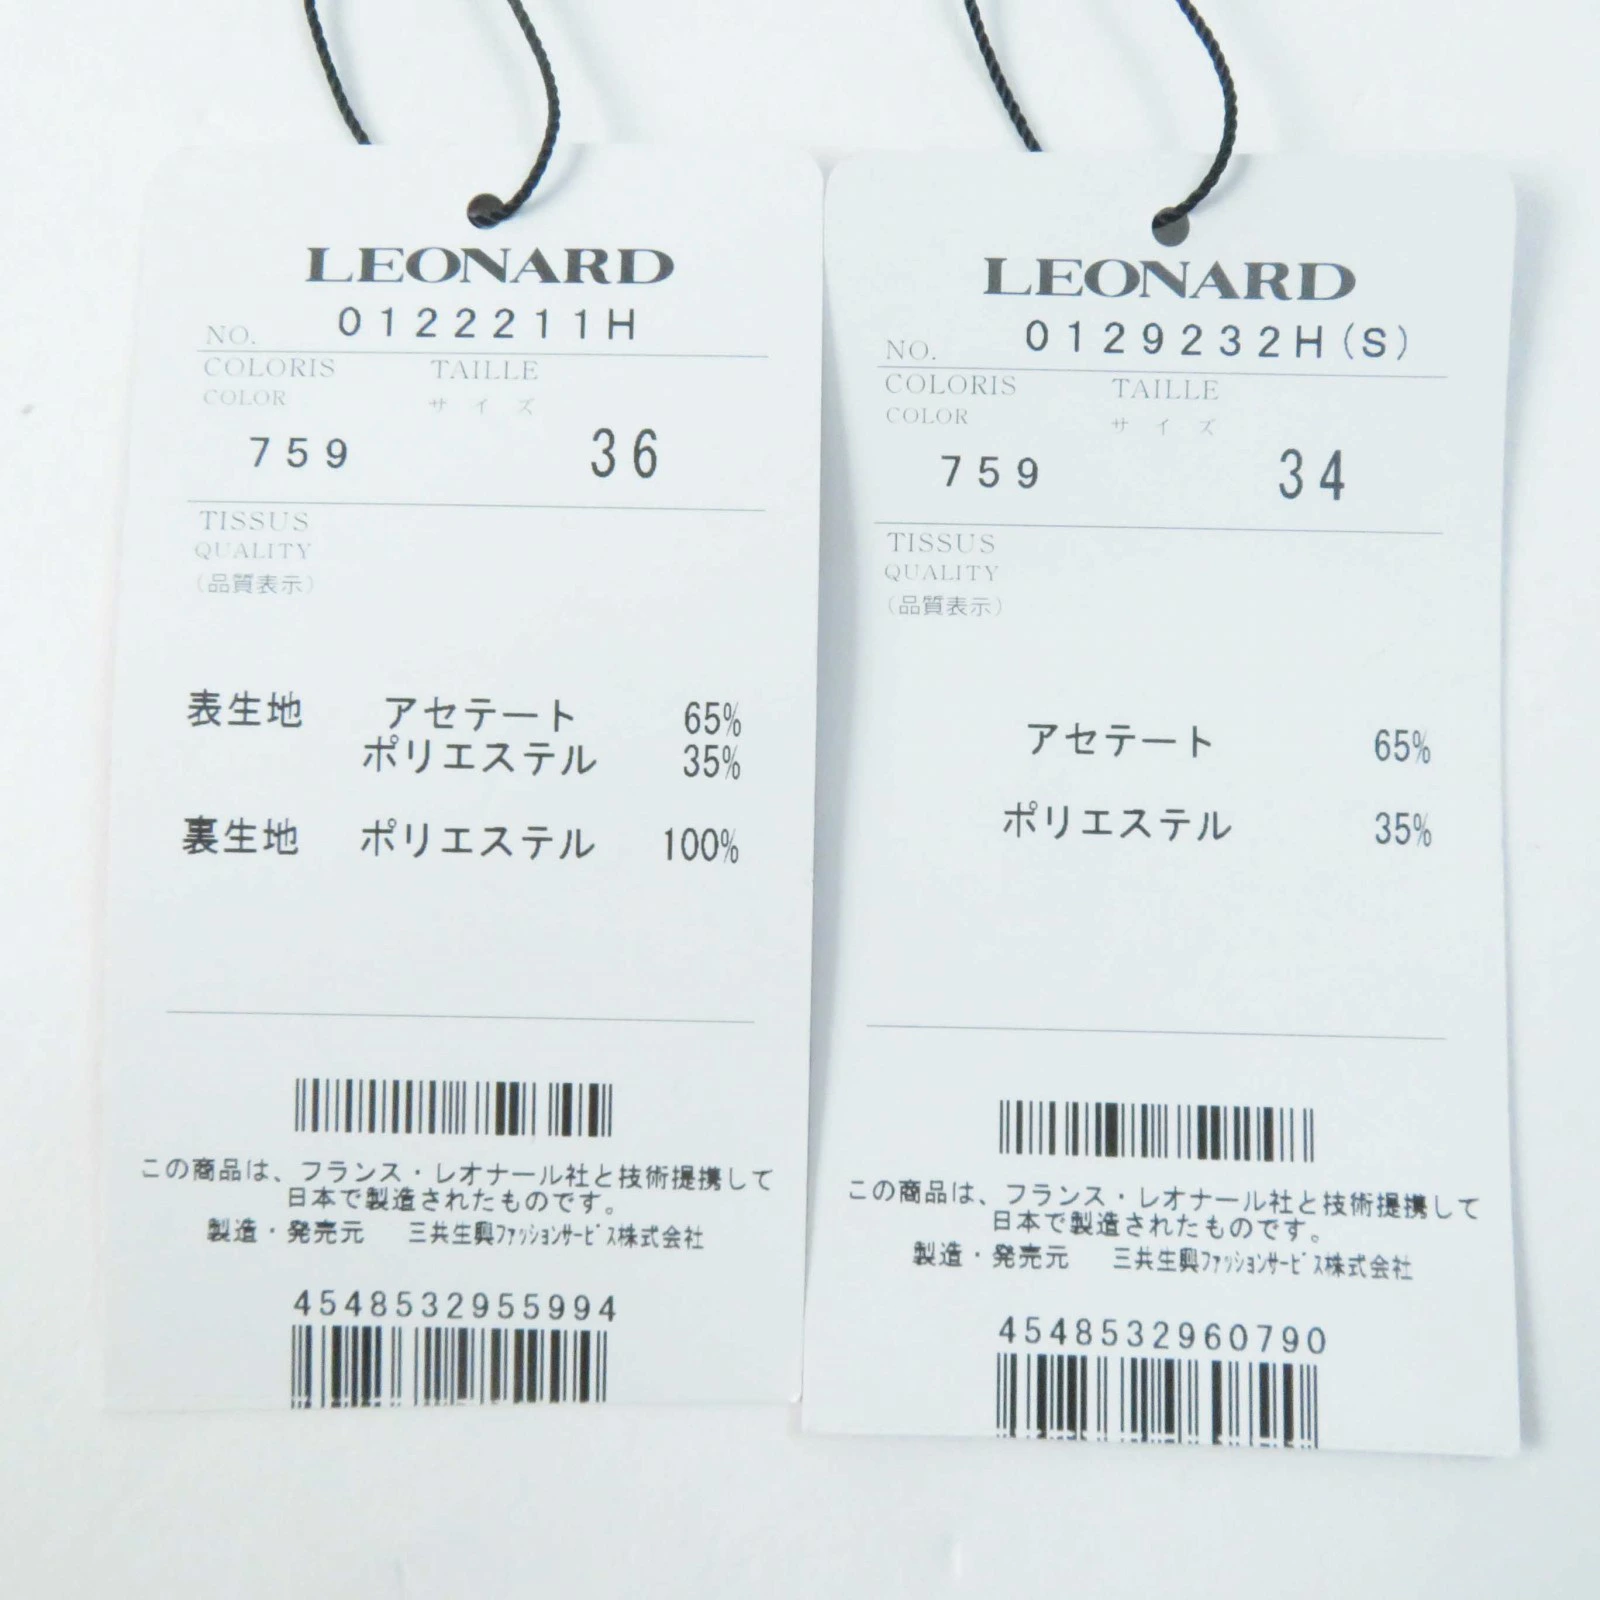 LEONARD
NO. 0122211H
COLORIS TAILLE
COLOR サイズ
759 36
TISSUS
QUALITY
(品質表示)
表生地 アセテート 65%
ポリエステル 35%
裏生地 ポリエステル 100%
この商品は、フランス・レオナール社と技術提携して
日本で製造されたものです。
製造・発売元 三共生興ファッションサービス株式会社
4548532955994
LEONARD
NO. 0129232H(S)
COLORIS TAILLE
COLOR サイズ
759 34
TISSUS
QUALITY
(品質表示)
アセテート 65%
ポリエステル 35%
この商品は、フランス・レオナール社と技術提携して
日本で製造されたものです。
製造・発売元 三共生興ファッションサービス株式会社
4548532960790